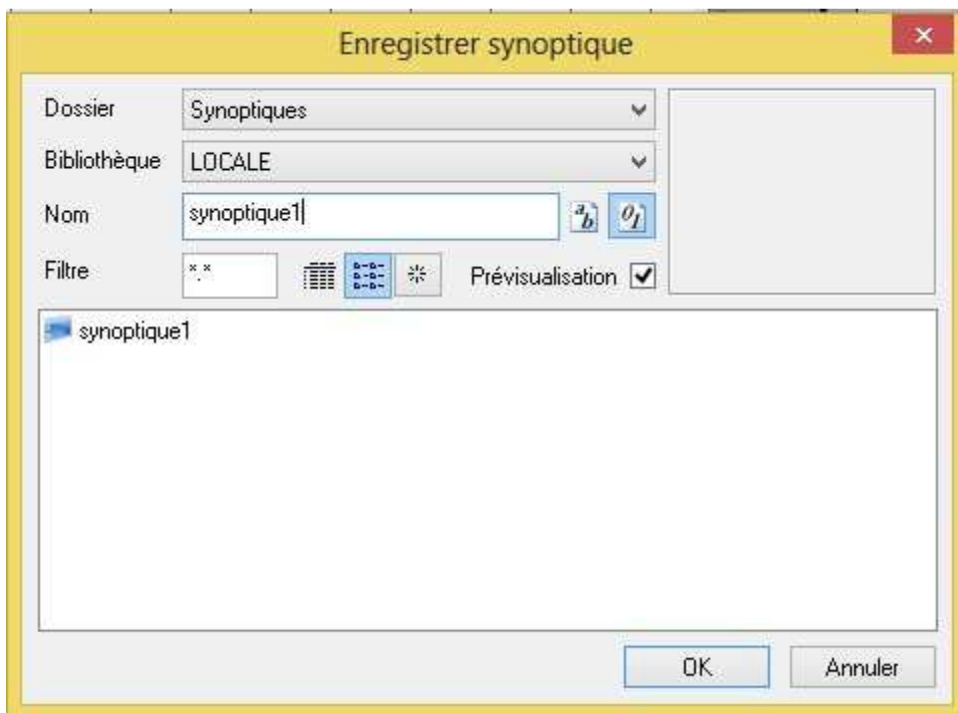 Enregistrer synoptique
Dossier Synoptiques
Bibliothèque LOCALE
Nom synoptique1
Filtre *.* Prévisualisation
synoptique1
OK Annuler